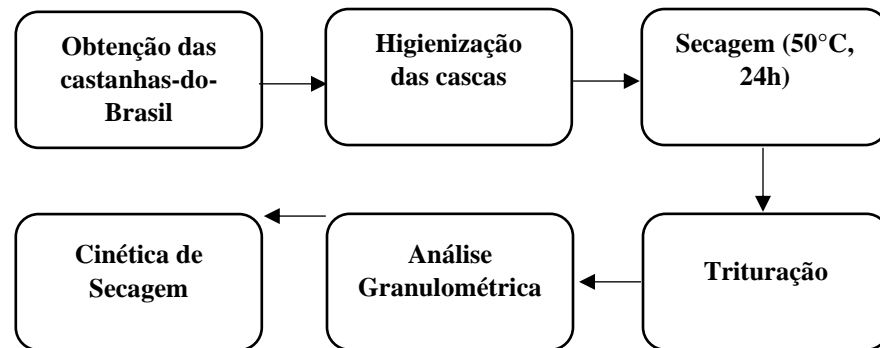 Obtenção das
castanhas-do-
Brasil
Higienização
das cascas
Secagem (50°C,
24h)
Trituração
Análise
Granulométrica
Cinética de
Secagem